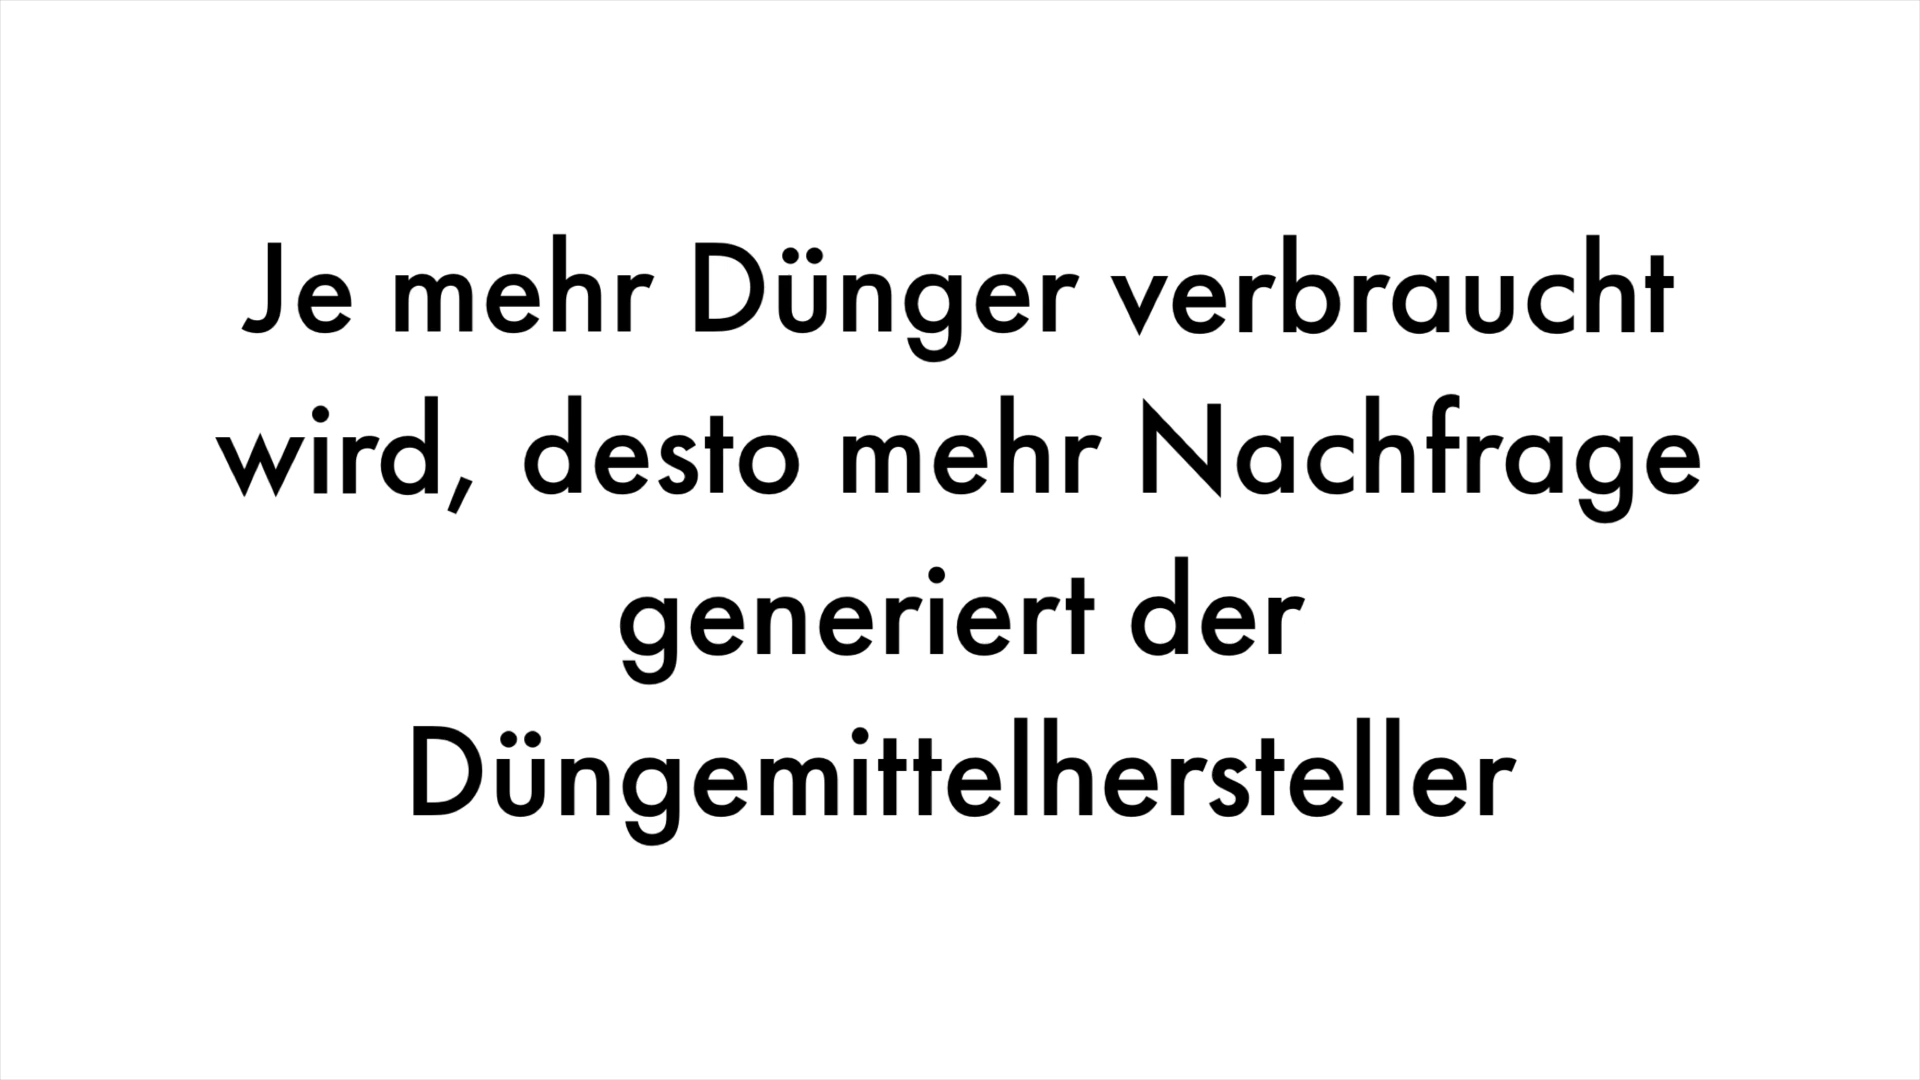 Je mehr Dünger verbraucht
wird, desto mehr Nachfrage
generiert der
Düngemittelhersteller